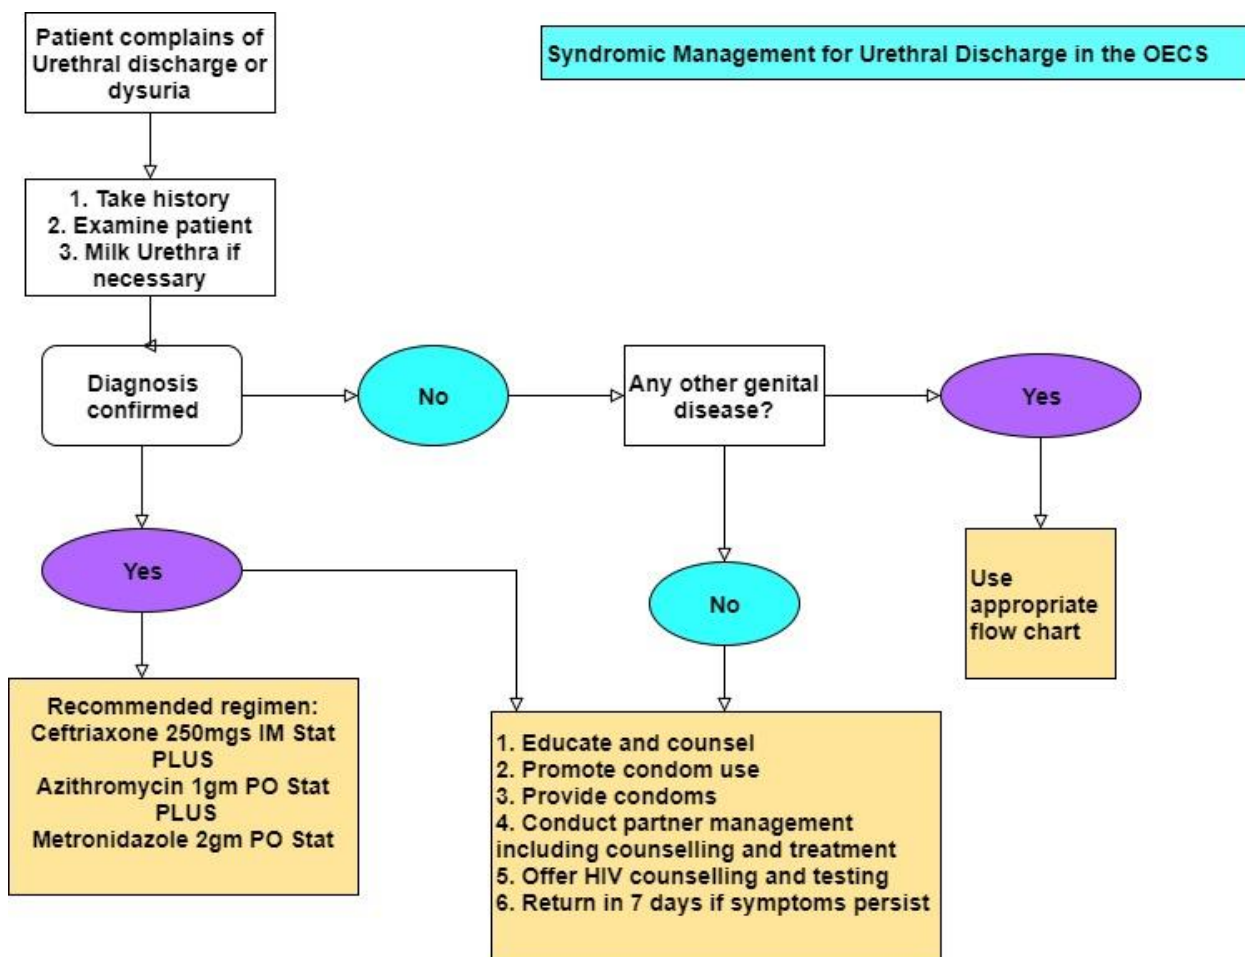 Patient complains of
Urethral discharge or
dysuria
Syndromic Management for Urethral Discharge in the OECS
1. Take history
2. Examine patient
3. Milk Urethra if
necessary
Diagnosis
confirmed
No
Any other genital
disease?
Yes
Yes
No
Use
appropriate
flow chart
Recommended regimen:
Ceftriaxone 250mgs IM Stat
PLUS
Azithromycin 1gm PO Stat
PLUS
Metronidazole 2gm PO Stat
1. Educate and counsel
2. Promote condom use
3. Provide condoms
4. Conduct partner management
including counselling and treatment
5. Offer HIV counselling and testing
6. Return in 7 days if symptoms persist